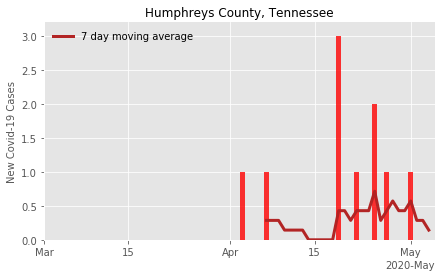 Humphreys County, Tennessee
7 day moving average
New Covid-19 Cases
3.0
2.5
2.0
1.5
1.0
0.5
0.0
Mar
15
Apr
15
May
2020-May